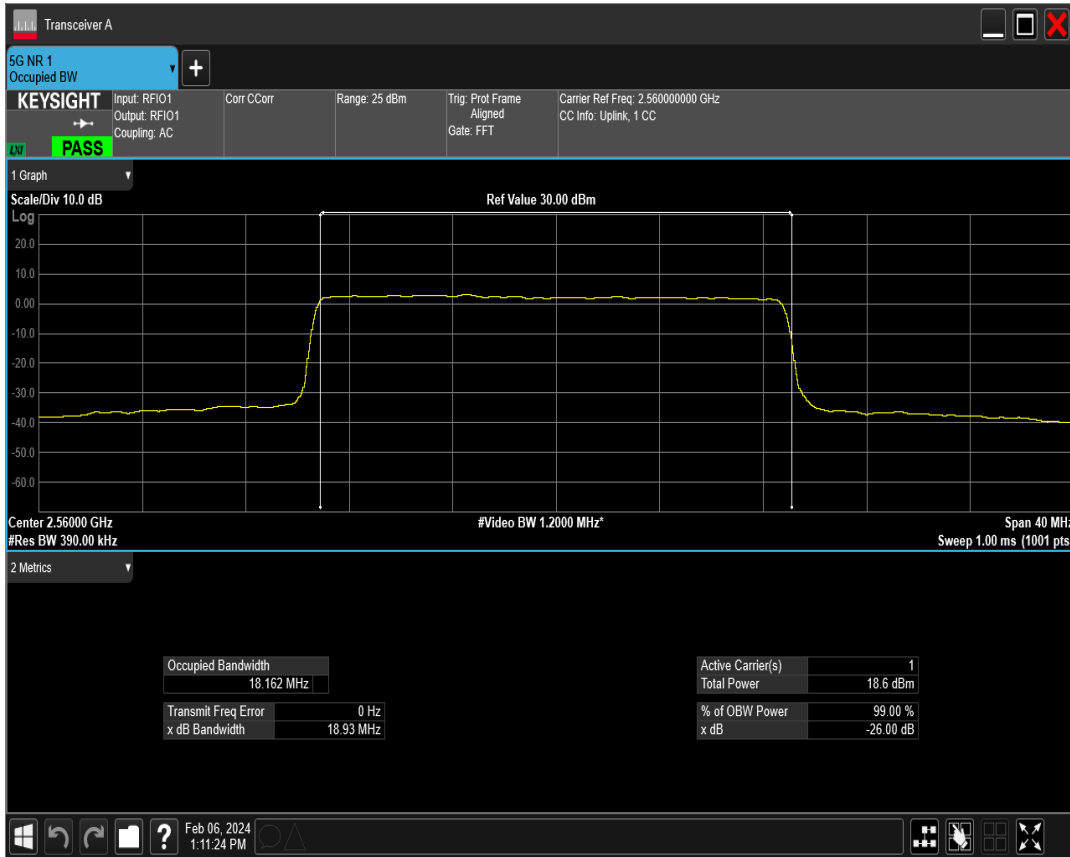 Transceiver A
5G NR 1
Occupied BW
+
KEYSIGHT
LXI
PASS
Input: RFIO1
Output: RFIO1
Coupling: AC
Corr CCorr
Range: 25 dBm
Trig: Prot Frame
Aligned
Gate: FFT
Carrier Ref Freq: 2.560000000 GHz
CC Info: Uplink, 1 CC
1 Graph
Scale/Div 10.0 dB
Ref Value 30.00 dBm
Log
20.0
10.0
0.00
-10.0
-20.0
-30.0
-40.0
-50.0
-60.0
Center 2.56000 GHz
#Video BW 1.2000 MHz*
Span 40 MHz
#Res BW 390.00 kHz
Sweep 1.00 ms (1001 pts
2 Metrics
Occupied Bandwidth
18.162 MHz
Transmit Freq Error 0 Hz
x dB Bandwidth 18.93 MHz
Active Carrier(s) 1
Total Power 18.6 dBm
% of OBW Power 99.00 %
x dB -26.00 dB
?
Feb 06, 2024
1:11:24 PM